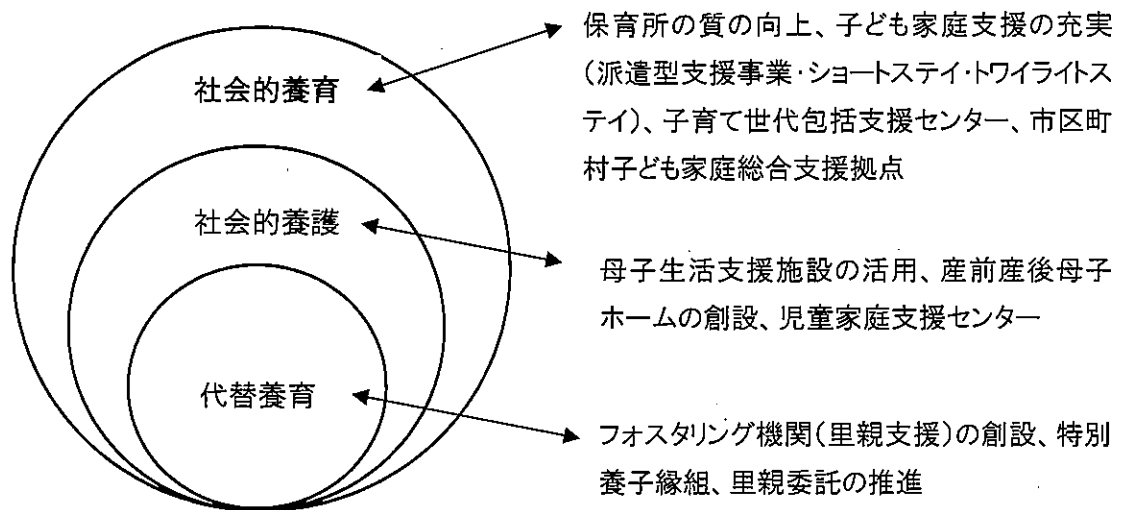 保育所の質の向上、子ども家庭支援の充実
(派遣型支援事業・ショートステイ・トワイライトス
テイ)、子育て世代包括支援センター、市区町
村子ども家庭総合支援拠点
社会的養育
社会的養護
母子生活支援施設の活用、産前産後母子
ホームの創設、児童家庭支援センター
代替養育
フォスタリング機関(里親支援)の創設、特別
養子縁組、里親委託の推進